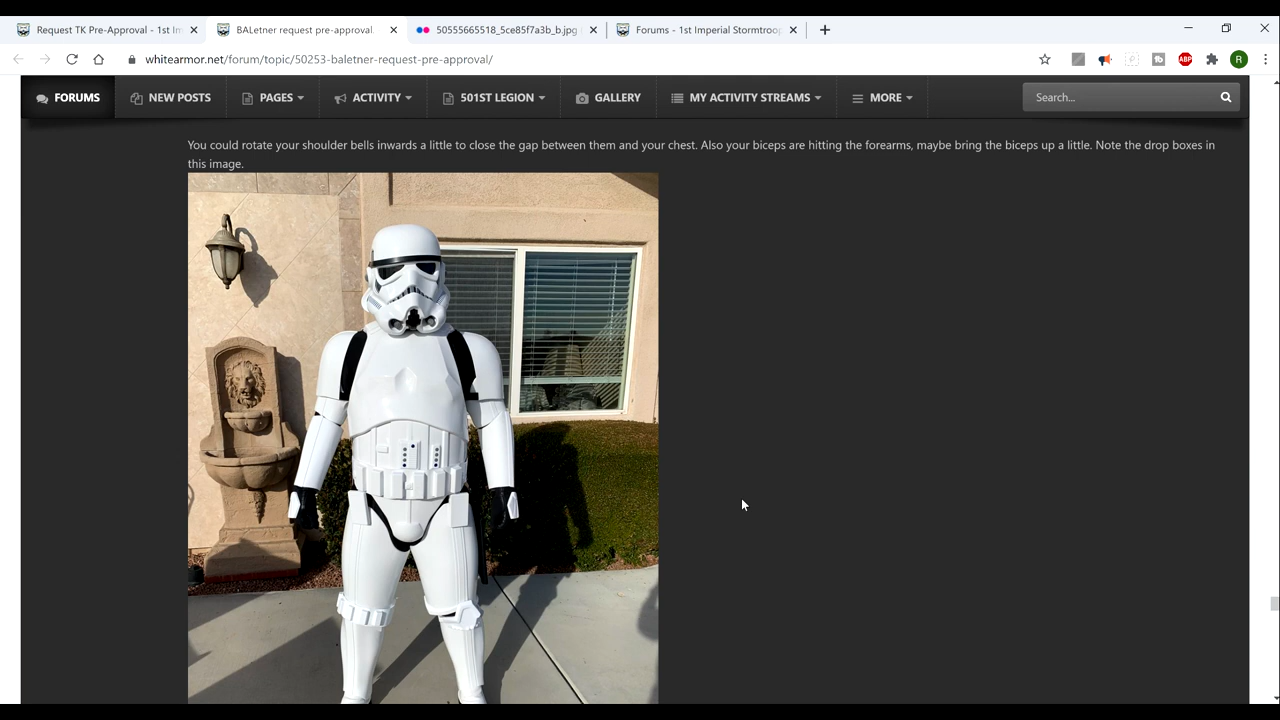 Request TK Pre-Approval - 1st Im
BALetner request pre-approval
50555665518_5ce85f7a3b_b.jpg
Forums - 1st Imperial Stormtroop
whitearmor.net/forum/topic/50253-baletner-request-pre-approval/
ABP
R
FORUMS
NEW POSTS
PAGES
ACTIVITY
501ST LEGION
GALLERY
MY ACTIVITY STREAMS
MORE
Search...
You could rotate your shoulder bells inwards a little to close the gap between them and your chest. Also your biceps are hitting the forearms, maybe bring the biceps up a little. Note the drop boxes in
this image.